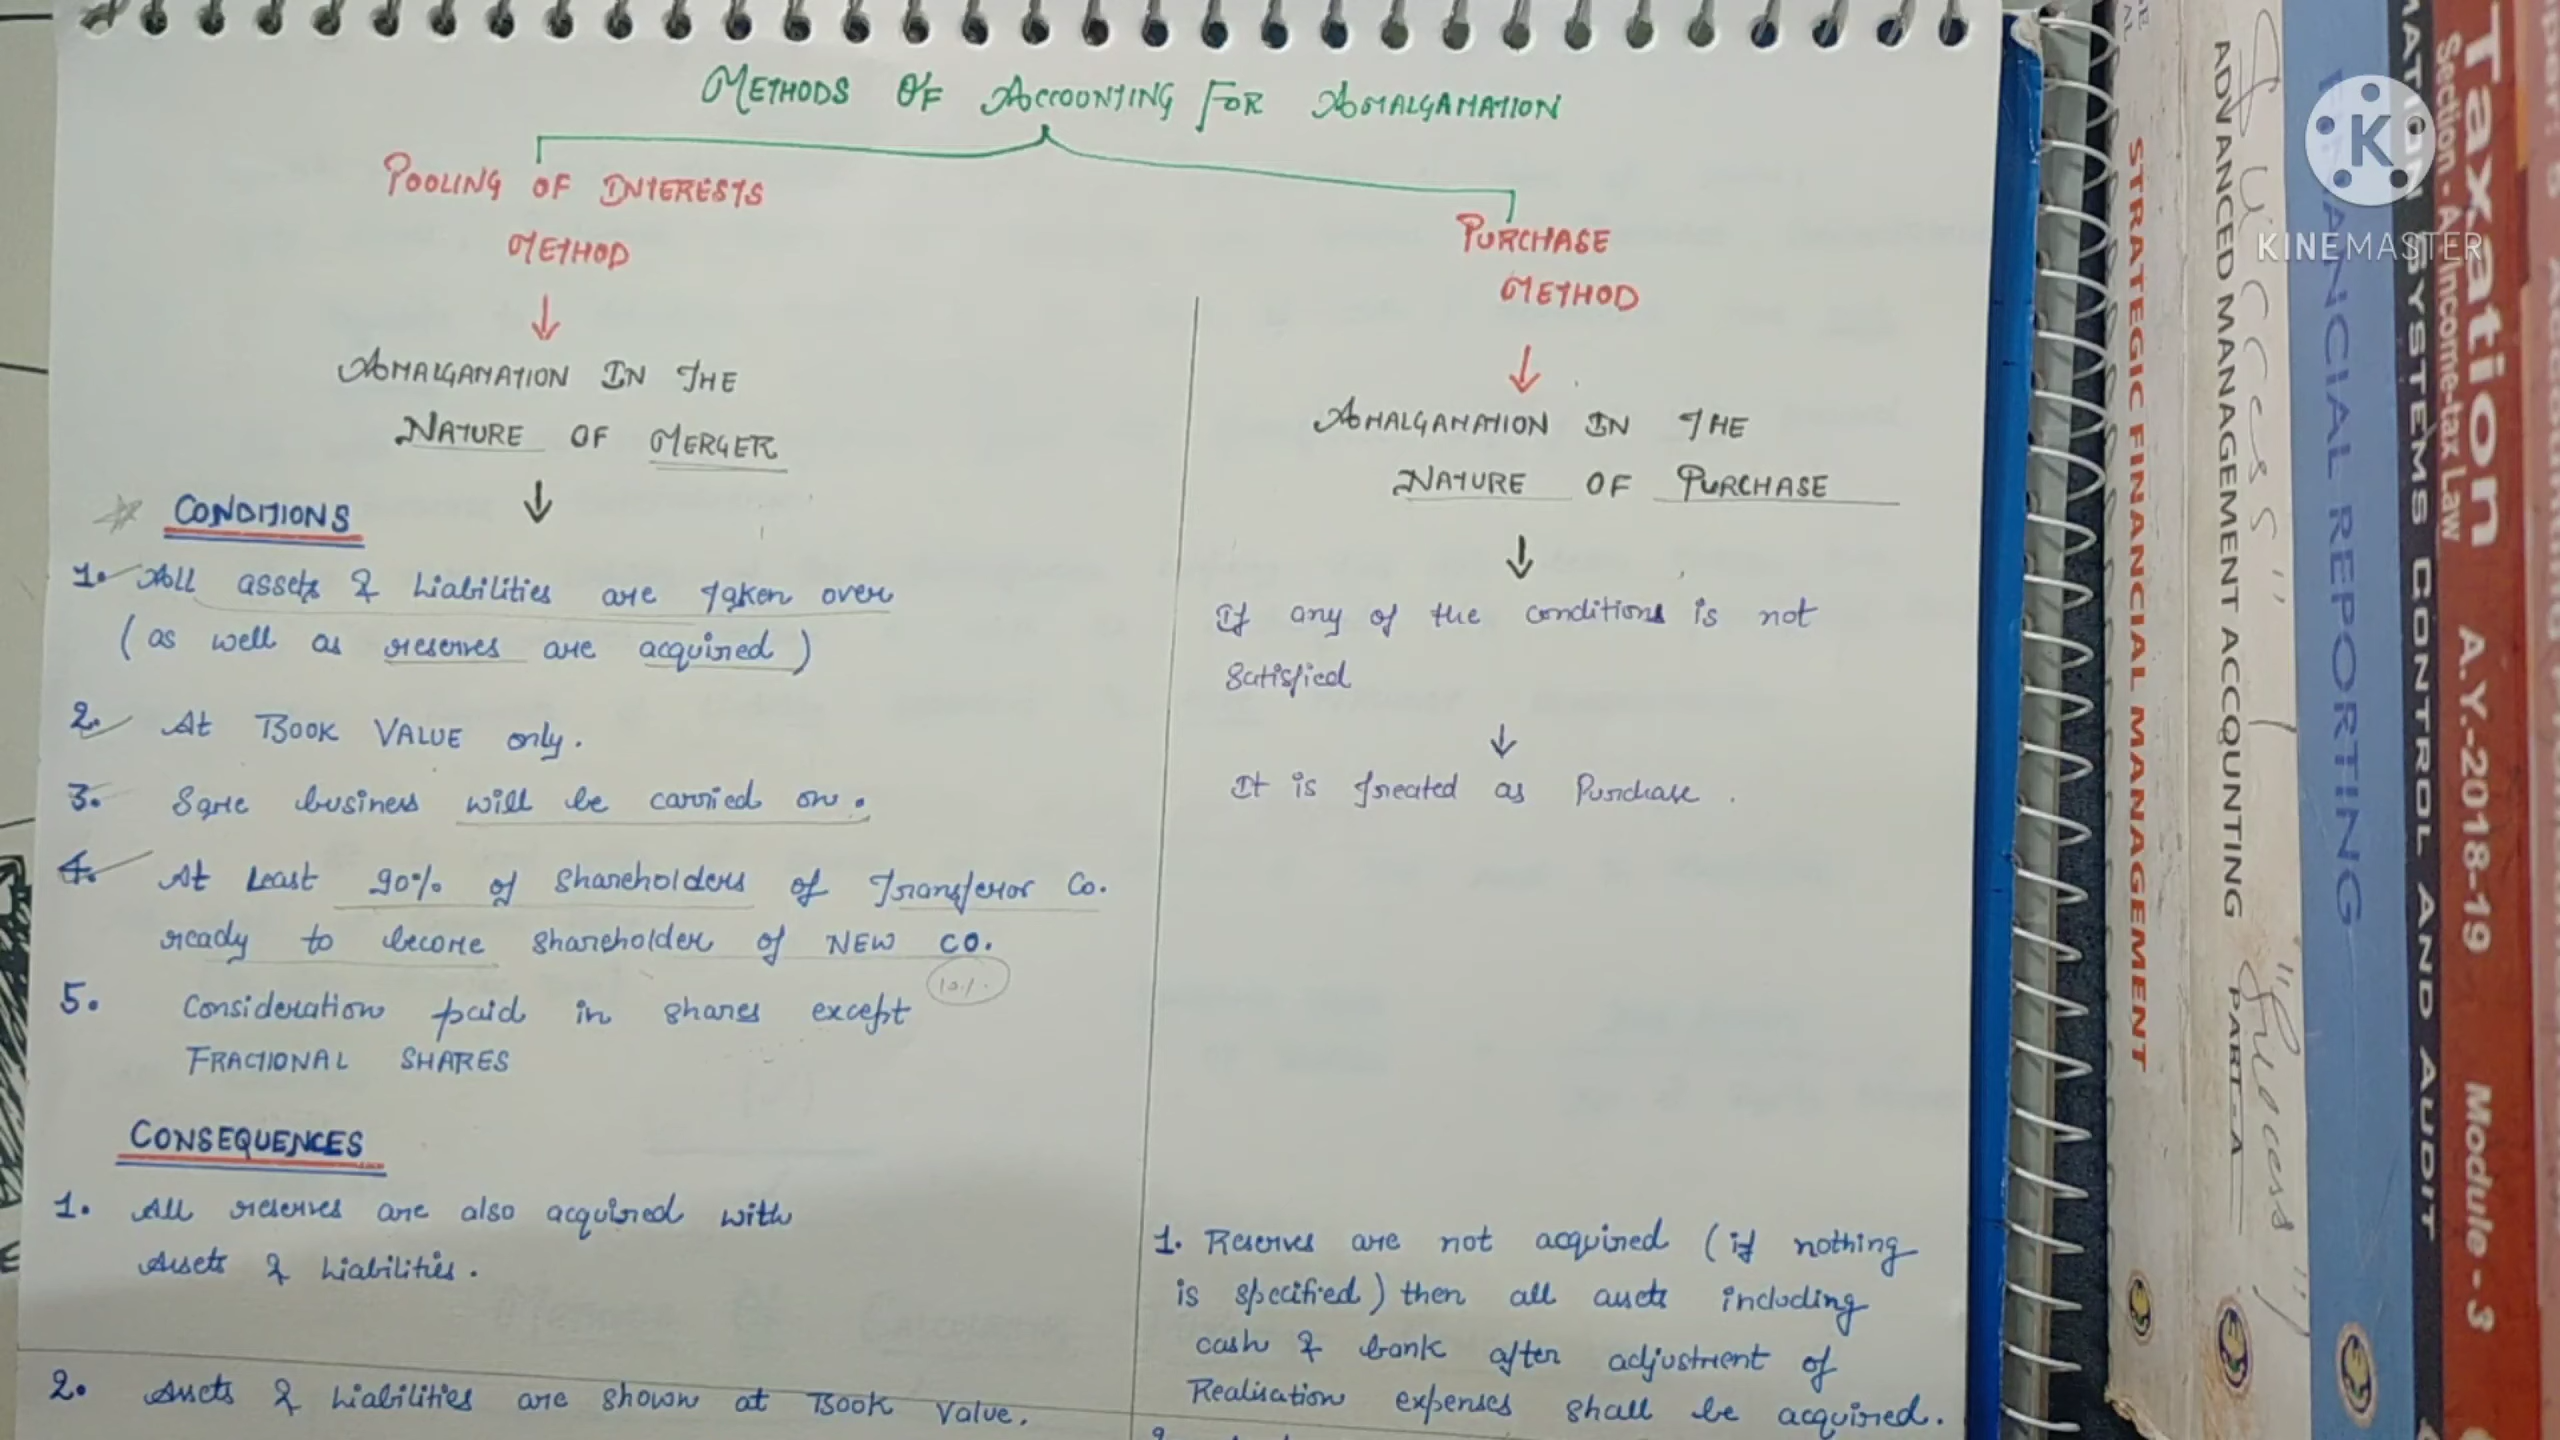 METHODS OF ACCOUNTING FOR AMALGAMATION
POOLING OF INTERESTS
METHOD
AMALGAMATION IN THE
NATURE OF MERGER
CONDITIONS
1. All assets & Liabilities are taken over
(as well as reserves are acquired)
2. At BOOK VALUE only.
3. Same business will be carried on.
4. At Least 90% of shareholders of Transferor Co.
ready to become shareholder of NEW CO.
10%
5. Consideration paid in shares except
FRACTIONAL SHARES
CONSEQUENCES
1. All reserves are also acquired with
Assets & Liabilities.
2. Assets & Liabilities are shown at Book Value.
PURCHASE
METHOD
AMALGAMATION IN THE
NATURE OF PURCHASE
If any of the conditions is not
Satisfied
It is treated as Purchase.
1. Reserves are not acquired (if nothing
is specified) then all assets including
cash & bank after adjustment of
Realisation expenses shall be acquired.
STRATEGIC FINANCIAL MANAGEMENT
ADVANCED MANAGEMENT ACCOUNTING PART-A
"Success"
FINANCIAL REPORTING
SYSTEMS CONTROL AND AUDIT
Taxation
Section - A: Income-tax Law
A.Y.-2018-19 Module - 3
K
KINEMASTER